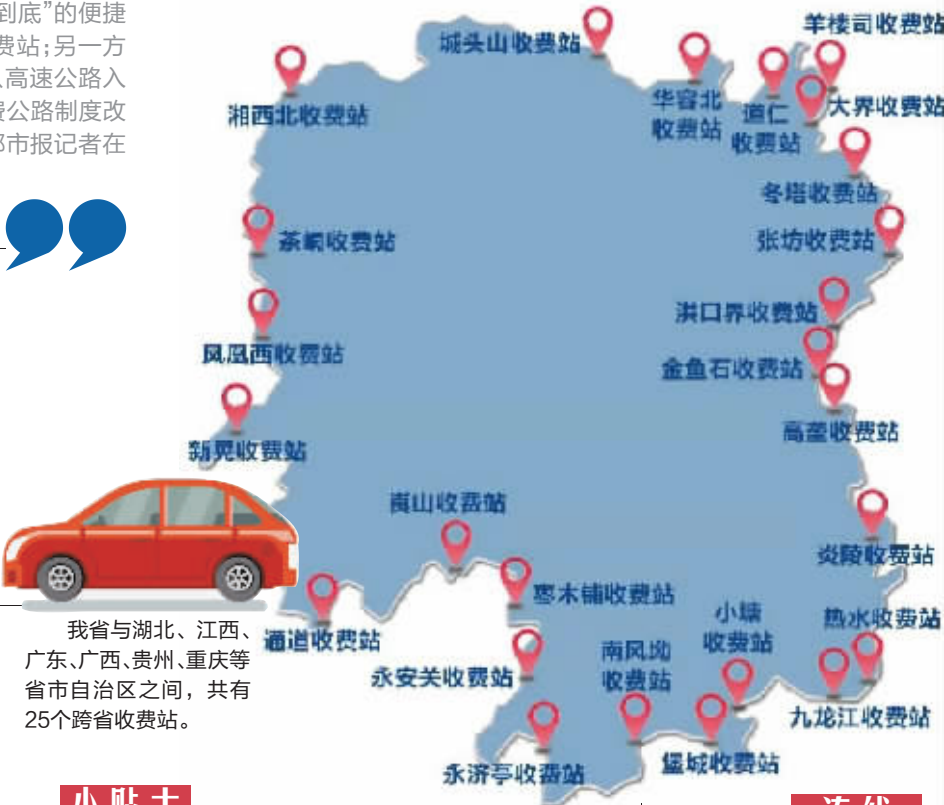 到底”的便捷
费站;另一方
入高速公路入
费公路制度改
都市报记者在
羊楼司收费站
城头山收费站
大界收费站
华容北
收费站
道仁
收费站
湘西北收费站
冬塔收费站
茶峒收费站
张坊收费站
洪口界收费站
凤凰西收费站
金鱼石收费站
高垄收费站
新晃收费站
崀山收费站
炎陵收费站
枣木铺收费站
小塘
收费站
热水收费站
通道收费站
南风坳
收费站
永安关收费站
九龙江收费站
堡城收费站
永济亭收费站
我省与湖北、江西、
广东、广西、贵州、重庆等
省市自治区之间，共有
25个跨省收费站。
小贴士
连线